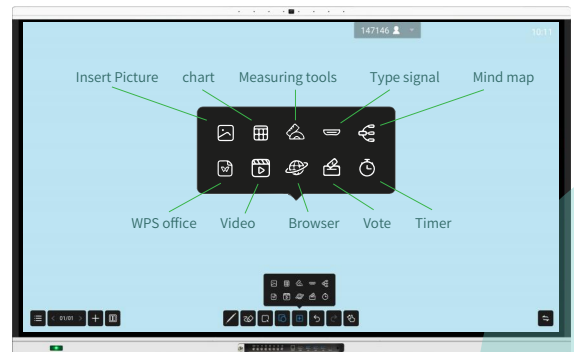 147146
10:11
Insert Picture chart Measuring tools Type signal Mind map
WPS office Video Browser Vote Timer
01/01